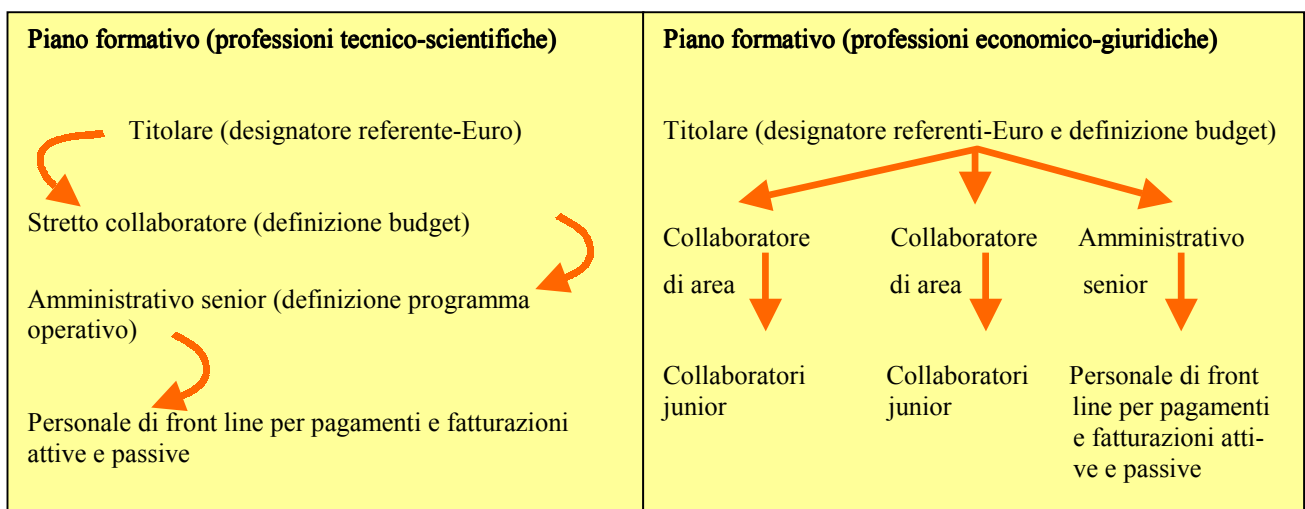 Piano formativo (professioni tecnico-scientifiche)
Titolare (designatore referente-Euro)
Stretto collaboratore (definizione budget)
Amministrativo senior (definizione programma
operativo)
Personale di front line per pagamenti e fatturazioni
attive e passive
Piano formativo (professioni economico-giuridiche)
Titolare (designatore referenti-Euro e definizione budget)
Collaboratore
di area
Collaboratore
di area
Amministrativo
senior
Collaboratori
junior
Collaboratori
junior
Personale di front
line per pagamenti
e fatturazioni atti-
ve e passive